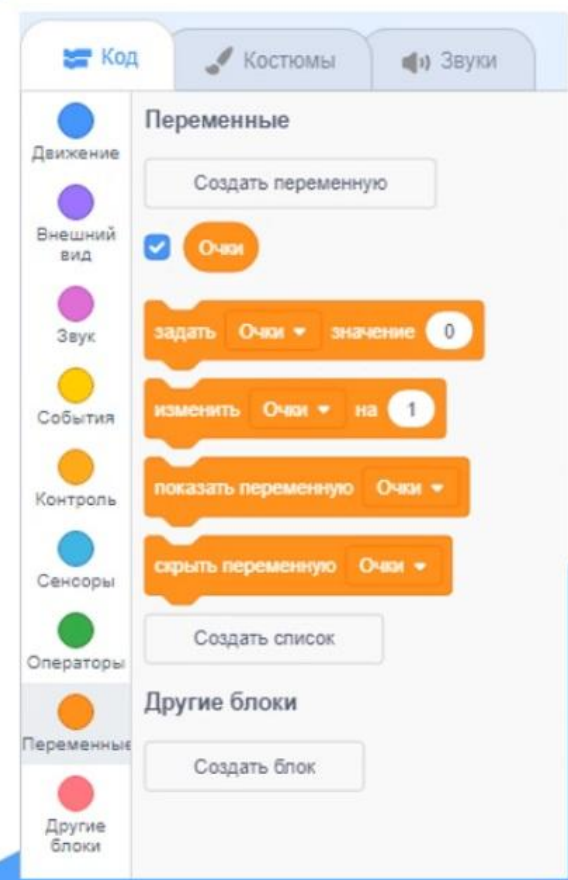 Код
Костюмы
Звуки
Движение
Внешний
вид
Звук
События
Контроль
Сенсоры
Операторы
Переменные
Другие
блоки
Переменные
Создать переменную
Очки
задать Очки значение 0
изменить Очки на 1
показать переменную Очки
скрыть переменную Очки
Создать список
Другие блоки
Создать блок